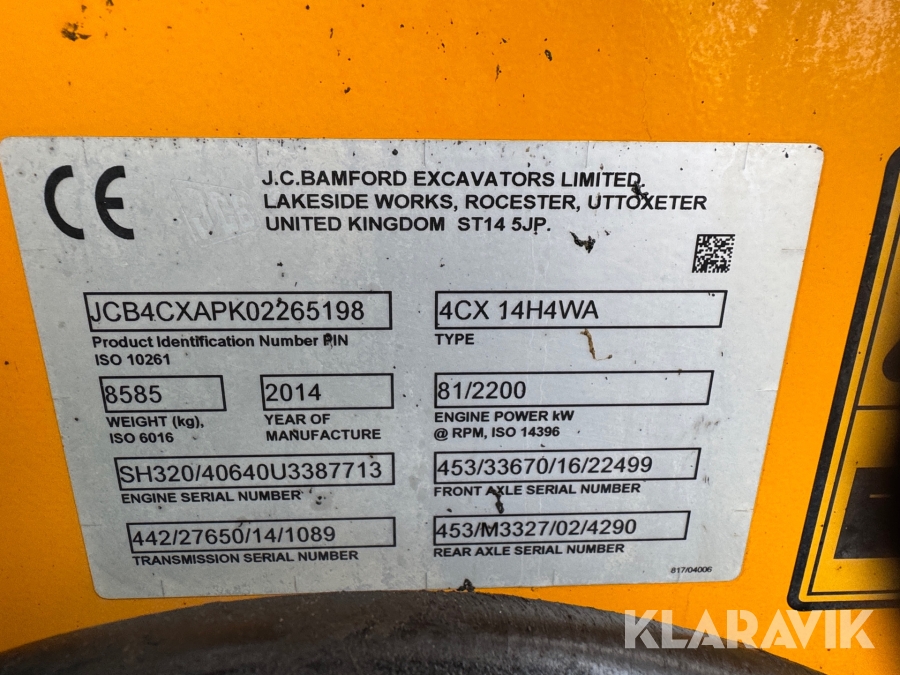 CE
J.C.BAMFORD EXCAVATORS LIMITED
LAKESIDE WORKS, ROCESTER, UTTOXETER
UNITED KINGDOM ST14 5JP.
JCB4CXAPK02265198
Product Identification Number PIN
ISO 10261
4CX 14H4WA
TYPE
8585
WEIGHT (kg),
ISO 6016
2014
YEAR OF
MANUFACTURE
81/2200
ENGINE POWER kW
@ RPM, ISO 14396
SH320/40640U3387713
ENGINE SERIAL NUMBER
453/33670/16/22499
FRONT AXLE SERIAL NUMBER
442/27650/14/1089
TRANSMISSION SERIAL NUMBER
453/M3327/02/4290
REAR AXLE SERIAL NUMBER
817/04006
KLARAVIK